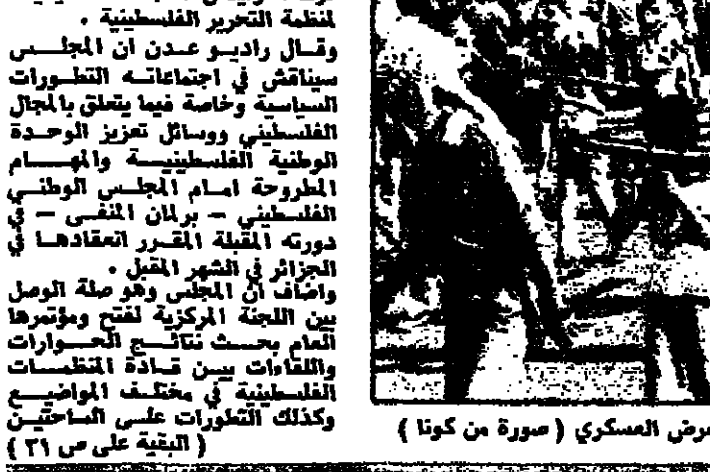 لمنظمة التحرير الفلسطينية .
وقال راديو عدن ان المجلس
سيناقش في اجتماعاته التطورات
السياسية وخاصة فيما يتعلق بالمجال
الفلسطيني ووسائل تعزيز الوحدة
الوطنية الفلسطينية والمهام
المطروحة امام المجلس الوطني
الفلسطيني – برلمان المنفى – في
دورته المقبلة المقرر انعقادها في
الجزائر في الشهر المقبل .
واضاف ان المجلس وهو صلة الوصل
بين اللجنة المركزية لفتح ومؤتمرها
العام بحث نتائج الحوارات
واللقاءات بين قادة المنظمات
الفلسطينية في مختلف المواضيع
وكذلك التطورات على الساحتين
( البقية على ص ٣١ )
عرض العسكري ( صورة من كونا )